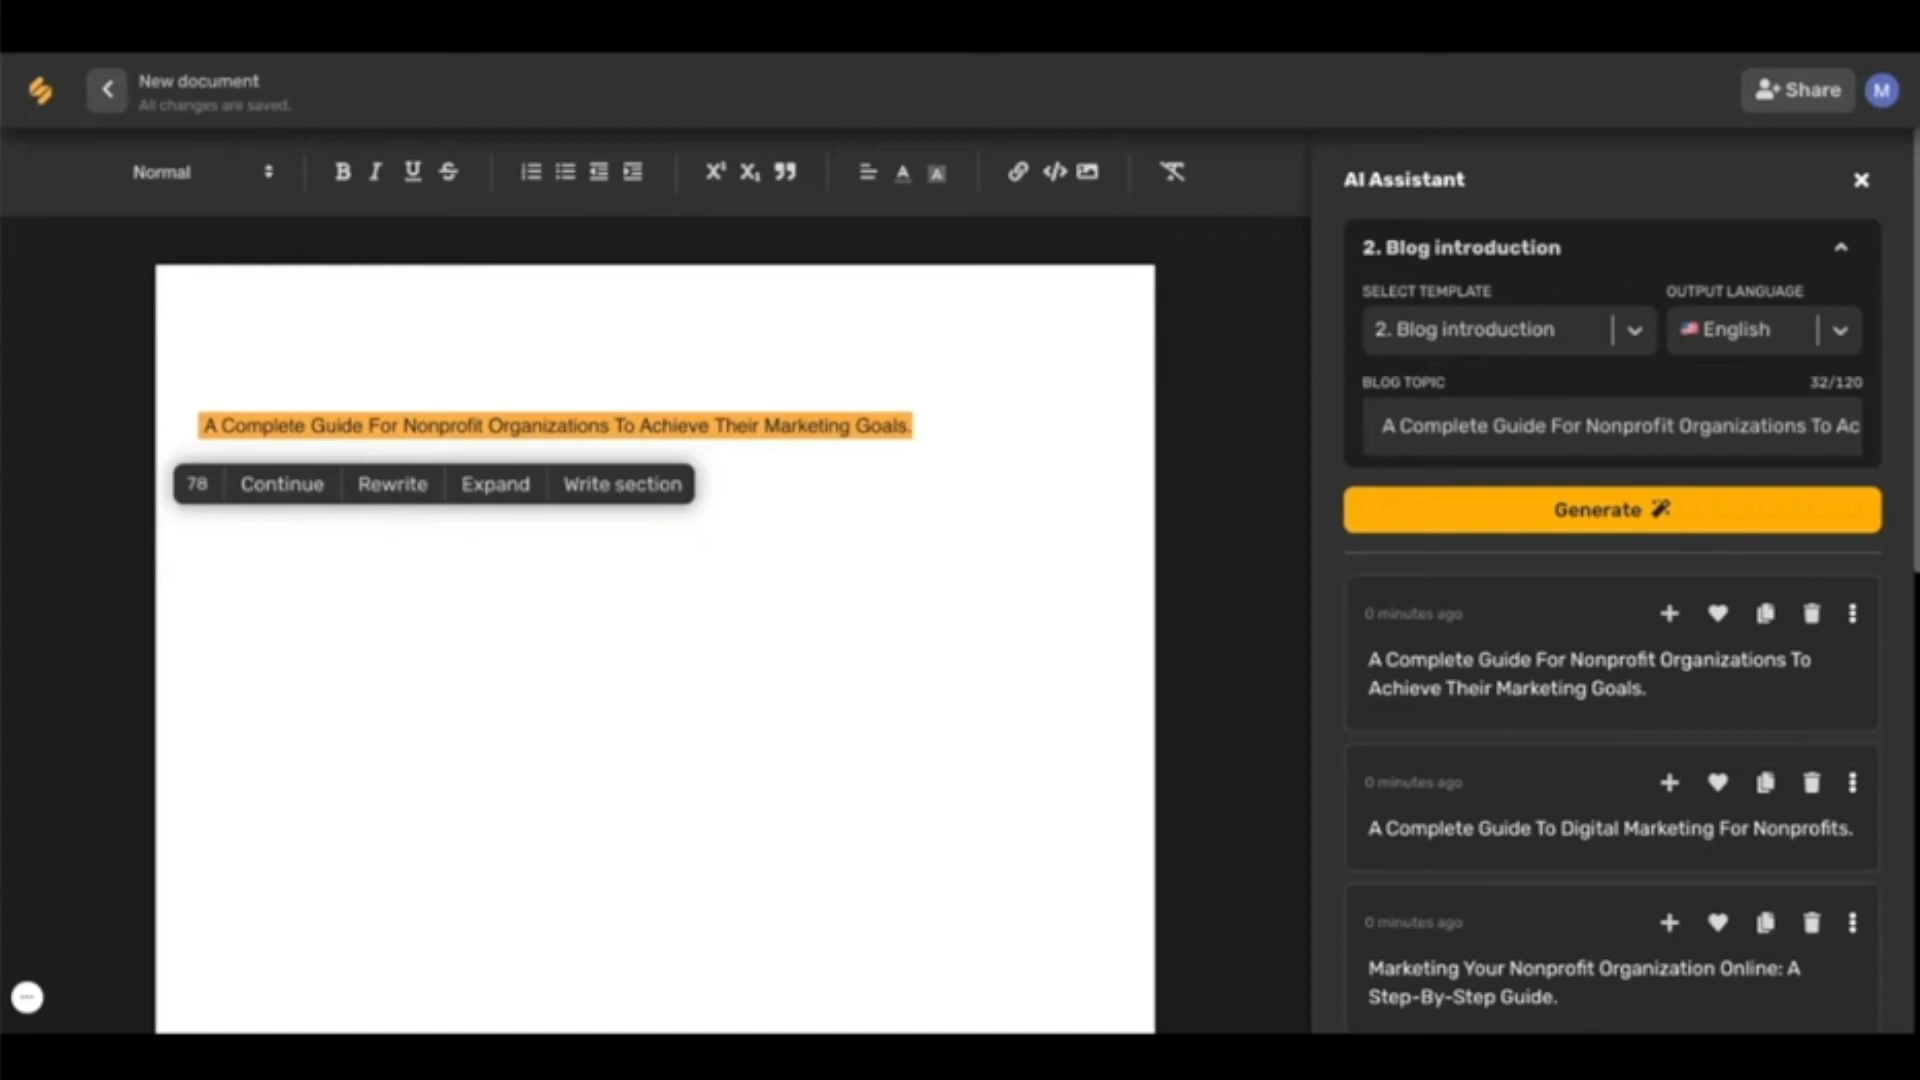 New document
All changes are saved.
Share
M
Normal
B I U S
X¹ X₁
A A
AI Assistant
2. Blog introduction
SELECT TEMPLATE
OUTPUT LANGUAGE
2. Blog introduction
English
BLOG TOPIC
32/120
A Complete Guide For Nonprofit Organizations To Ac
Generate
A Complete Guide For Nonprofit Organizations To Achieve Their Marketing Goals.
78 Continue Rewrite Expand Write section
0 minutes ago
A Complete Guide For Nonprofit Organizations To
Achieve Their Marketing Goals.
0 minutes ago
A Complete Guide To Digital Marketing For Nonprofits.
0 minutes ago
Marketing Your Nonprofit Organization Online: A
Step-By-Step Guide.